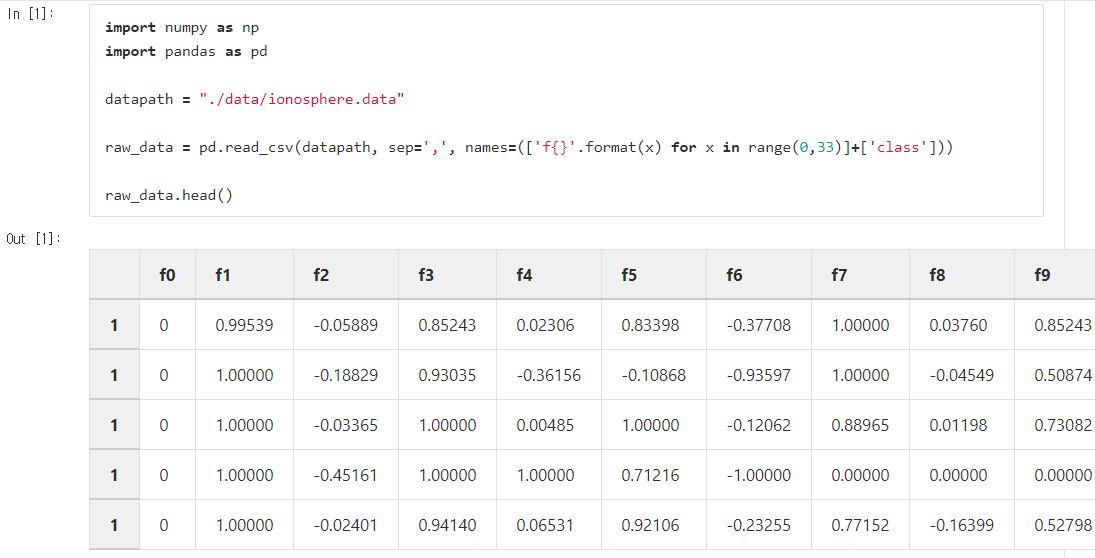 In [1]:
import numpy as np
import pandas as pd
datapath = "./data/ionosphere.data"
raw_data = pd.read_csv(datapath, sep=',', names=(['f{}'.format(x) for x in range(0,33)]+['class']))
raw_data.head()
Out [1]:
f0 f1 f2 f3 f4 f5 f6 f7 f8 f9
1 0 0.99539 -0.05889 0.85243 0.02306 0.83398 -0.37708 1.00000 0.03760 0.85243
1 0 1.00000 -0.18829 0.93035 -0.36156 -0.10868 -0.93597 1.00000 -0.04549 0.50874
1 0 1.00000 -0.03365 1.00000 0.00485 1.00000 -0.12062 0.88965 0.01198 0.73082
1 0 1.00000 -0.45161 1.00000 1.00000 0.71216 -1.00000 0.00000 0.00000 0.00000
1 0 1.00000 -0.02401 0.94140 0.06531 0.92106 -0.23255 0.77152 -0.16399 0.52798